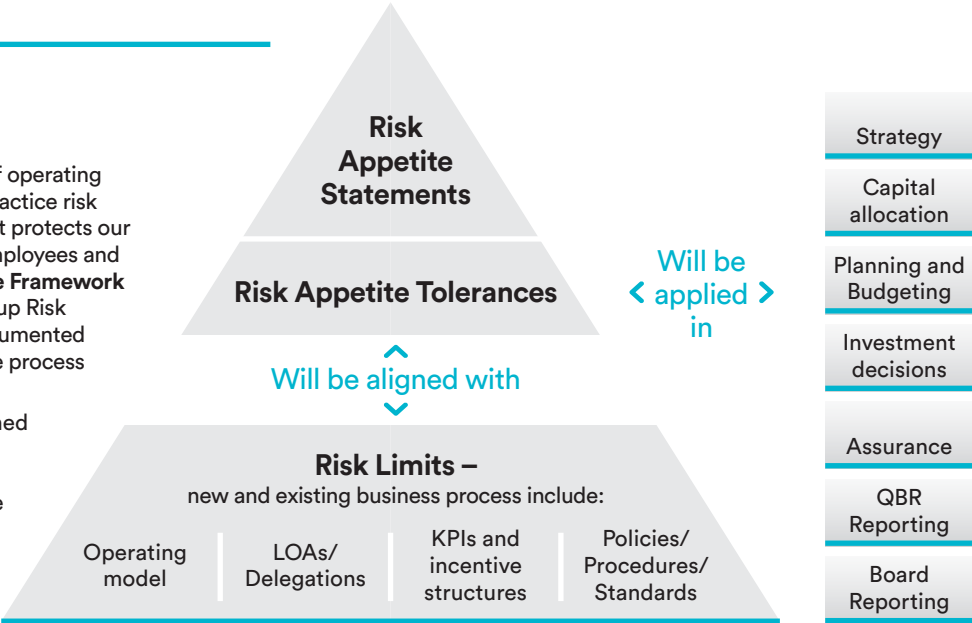 f operating
actice risk
t protects our
nployees and
e Framework
up Risk
umented
e process
ned
e
Risk
Appetite
Statements
Risk Appetite Tolerances
Will be
< applied >
in
Will be aligned with
Risk Limits –
new and existing business process include:
Operating
model
LOAs/
Delegations
KPIs and
incentive
structures
Policies/
Procedures/
Standards
Strategy
Capital
allocation
Planning and
Budgeting
Investment
decisions
Assurance
QBR
Reporting
Board
Reporting